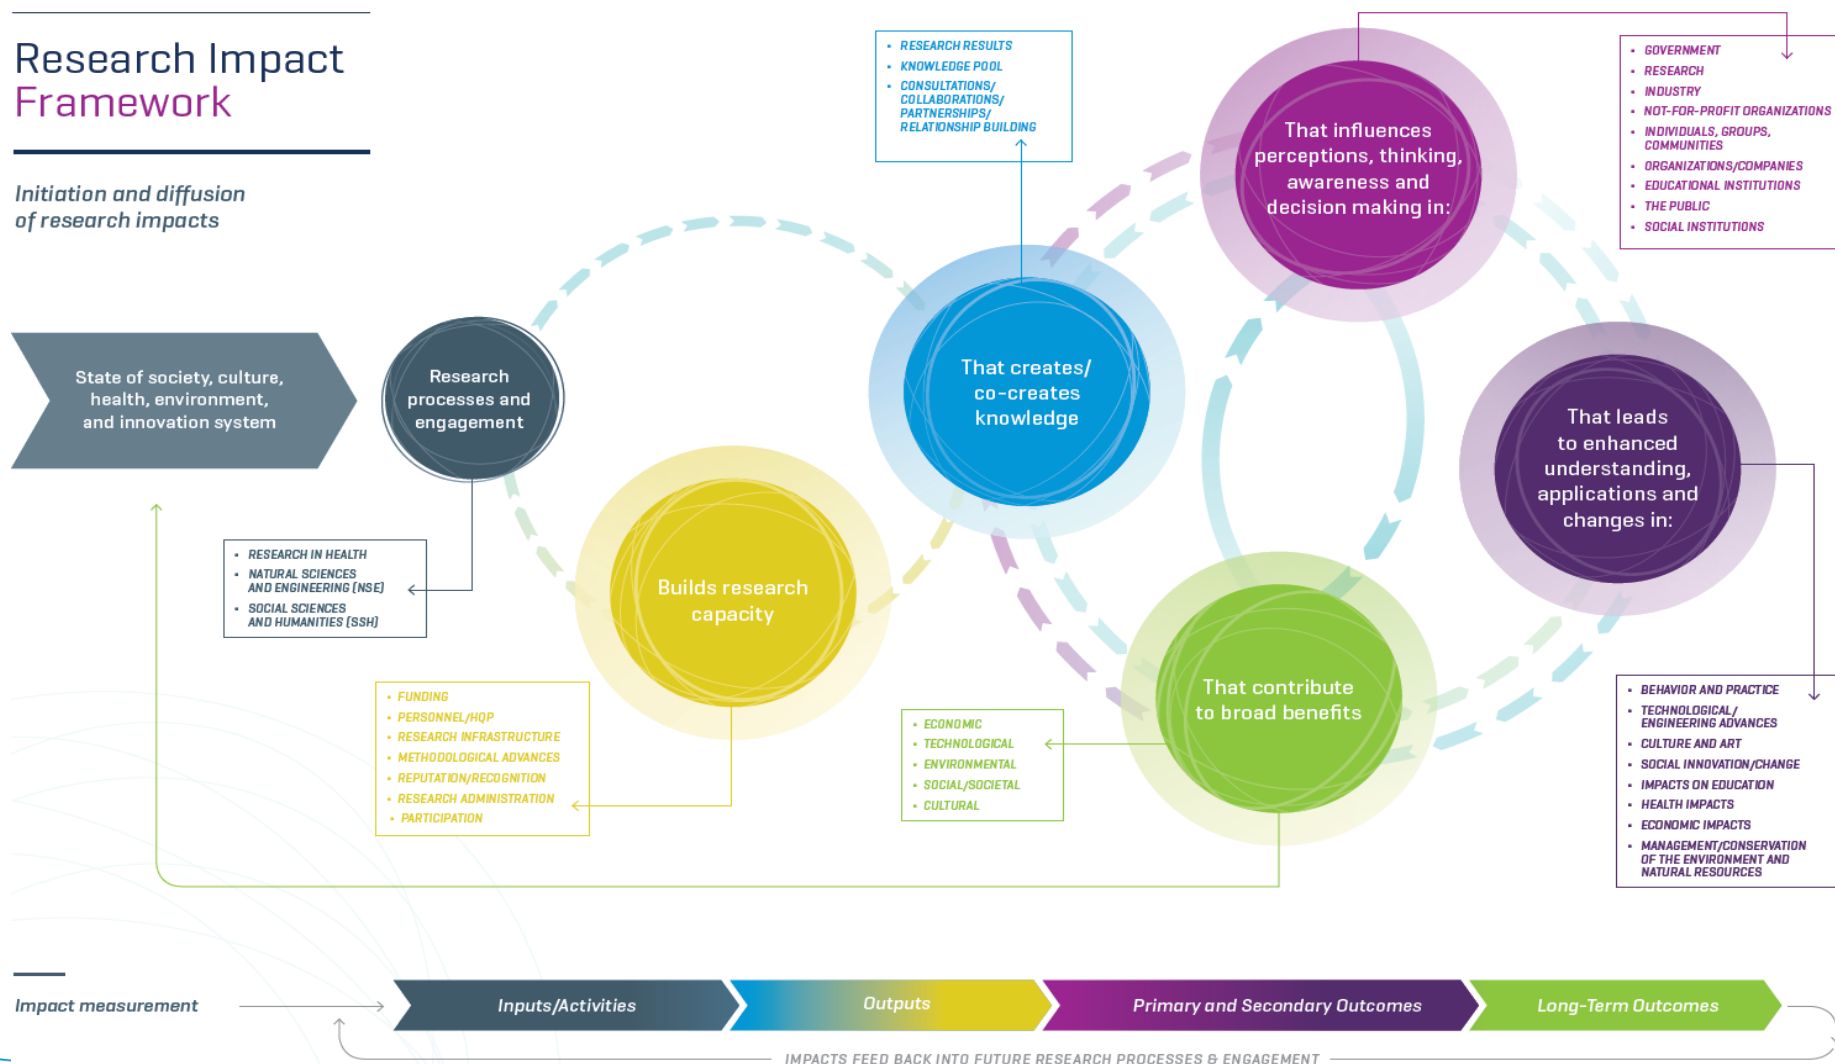 Research Impact
Framework
Initiation and diffusion
of research impacts
State of society, culture,
health, environment,
and innovation system
Research
processes and
engagement
▪ RESEARCH IN HEALTH
▪ NATURAL SCIENCES
AND ENGINEERING (NSE)
▪ SOCIAL SCIENCES
AND HUMANITIES (SSH)
Builds research
capacity
▪ FUNDING
▪ PERSONNEL/HQP
▪ RESEARCH INFRASTRUCTURE
▪ METHODOLOGICAL ADVANCES
▪ REPUTATION/RECOGNITION
▪ RESEARCH ADMINISTRATION
▪ PARTICIPATION
▪ RESEARCH RESULTS
▪ KNOWLEDGE POOL
▪ CONSULTATIONS/
COLLABORATIONS/
PARTNERSHIPS/
RELATIONSHIP BUILDING
That creates/
co-creates
knowledge
That influences
perceptions, thinking,
awareness and
decision making in:
▪ GOVERNMENT
▪ RESEARCH
▪ INDUSTRY
▪ NOT-FOR-PROFIT ORGANIZATIONS
▪ INDIVIDUALS, GROUPS,
COMMUNITIES
▪ ORGANIZATIONS/COMPANIES
▪ EDUCATIONAL INSTITUTIONS
▪ THE PUBLIC
▪ SOCIAL INSTITUTIONS
That leads
to enhanced
understanding,
applications and
changes in:
▪ BEHAVIOR AND PRACTICE
▪ TECHNOLOGICAL/
ENGINEERING ADVANCES
▪ CULTURE AND ART
▪ SOCIAL INNOVATION/CHANGE
▪ IMPACTS ON EDUCATION
▪ HEALTH IMPACTS
▪ ECONOMIC IMPACTS
▪ MANAGEMENT/CONSERVATION
OF THE ENVIRONMENT AND
NATURAL RESOURCES
That contribute
to broad benefits
▪ ECONOMIC
▪ TECHNOLOGICAL
▪ ENVIRONMENTAL
▪ SOCIAL/SOCIETAL
▪ CULTURAL
Impact measurement
Inputs/Activities
Outputs
Primary and Secondary Outcomes
Long-Term Outcomes
IMPACTS FEED BACK INTO FUTURE RESEARCH PROCESSES & ENGAGEMENT